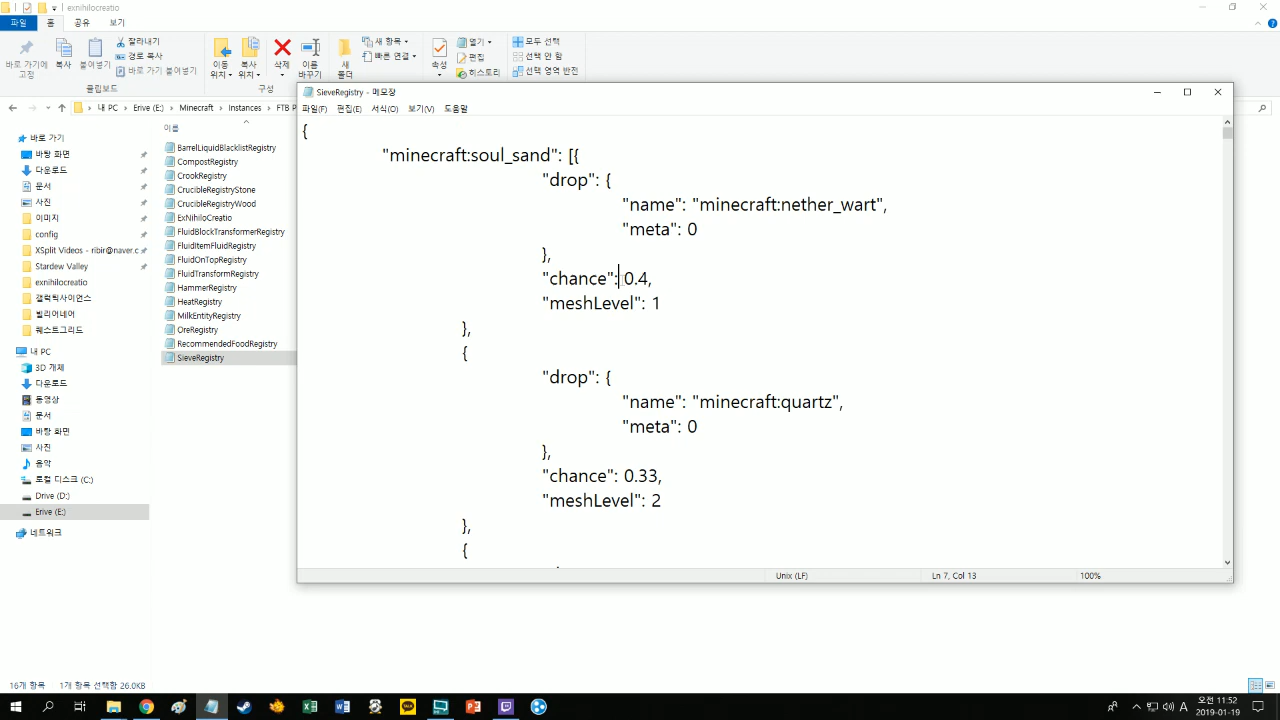 exnihilocreatio
파일 홈 공유 보기
바로 가기에 고정
복사
붙여넣기
잘라내기
경로 복사
바로 가기 붙여넣기
클립보드
이동 위치
복사 위치
삭제
이름 바꾸기
구성
새 폴더
새 항목
빠른 연결
속성
열기
편집
히스토리
모두 선택
선택 안 함
선택 영역 반전
내 PC > Erive (E:) > Minecraft > Instances > FTB P
바로 가기
바탕 화면
다운로드
문서
사진
이미지
config
XSplit Videos - ribir@naver.c
Stardew Valley
exnihilocreatio
갤럭틱사이언스
빌리어네어
퀘스트그리드
내 PC
3D 개체
다운로드
동영상
문서
바탕 화면
사진
음악
로컬 디스크 (C:)
Drive (D:)
Erive (E:)
네트워크
이름
BarrelLiquidBlacklistRegistry
CompostRegistry
CrookRegistry
CrucibleRegistryStone
CrucibleRegistryWood
ExNihiloCreatio
FluidBlockTransformerRegistry
FluidItemFluidRegistry
FluidOnTopRegistry
FluidTransformRegistry
HammerRegistry
HeatRegistry
MilkEntityRegistry
OreRegistry
RecommendedFoodRegistry
SieveRegistry
SieveRegistry - 메모장
파일(F) 편집(E) 서식(O) 보기(V) 도움말
{
"minecraft:soul_sand": [{
"drop": {
"name": "minecraft:nether_wart",
"meta": 0
},
"chance": 0.4,
"meshLevel": 1
},
{
"drop": {
"name": "minecraft:quartz",
"meta": 0
},
"chance": 0.33,
"meshLevel": 2
},
{
Unix (LF) Ln 7, Col 13 100%
16개 항목 1개 항목 선택함 26.0KB
A
오전 11:52
2019-01-19